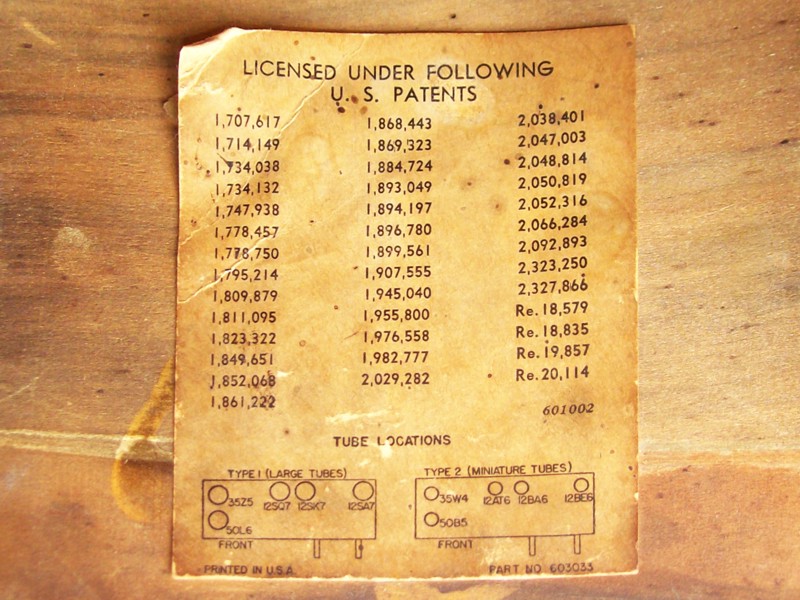 LICENSED UNDER FOLLOWING
U. S. PATENTS
1,707,617 1,868,443 2,038,401
1,714,149 1,869,323 2,047,003
1,734,038 1,884,724 2,048,814
1,734,132 1,893,049 2,050,819
1,747,938 1,894,197 2,052,316
1,778,457 1,896,780 2,066,284
1,778,750 1,899,561 2,092,893
1,795,214 1,907,555 2,323,250
1,809,879 1,945,040 2,327,866
1,811,095 1,955,800 Re. 18,579
1,823,322 1,976,558 Re. 18,835
1,849,651 1,982,777 Re. 19,857
1,852,068 2,029,282 Re. 20,114
1,861,222
601002
TUBE LOCATIONS
TYPE 1 (LARGE TUBES) TYPE 2 (MINIATURE TUBES)
35Z5 12SQ7 12SK7 12SA7 35W4 12AT6 12BA6 12BE6
50L6 50B5
FRONT FRONT
PRINTED IN U.S.A. PART NO 603033